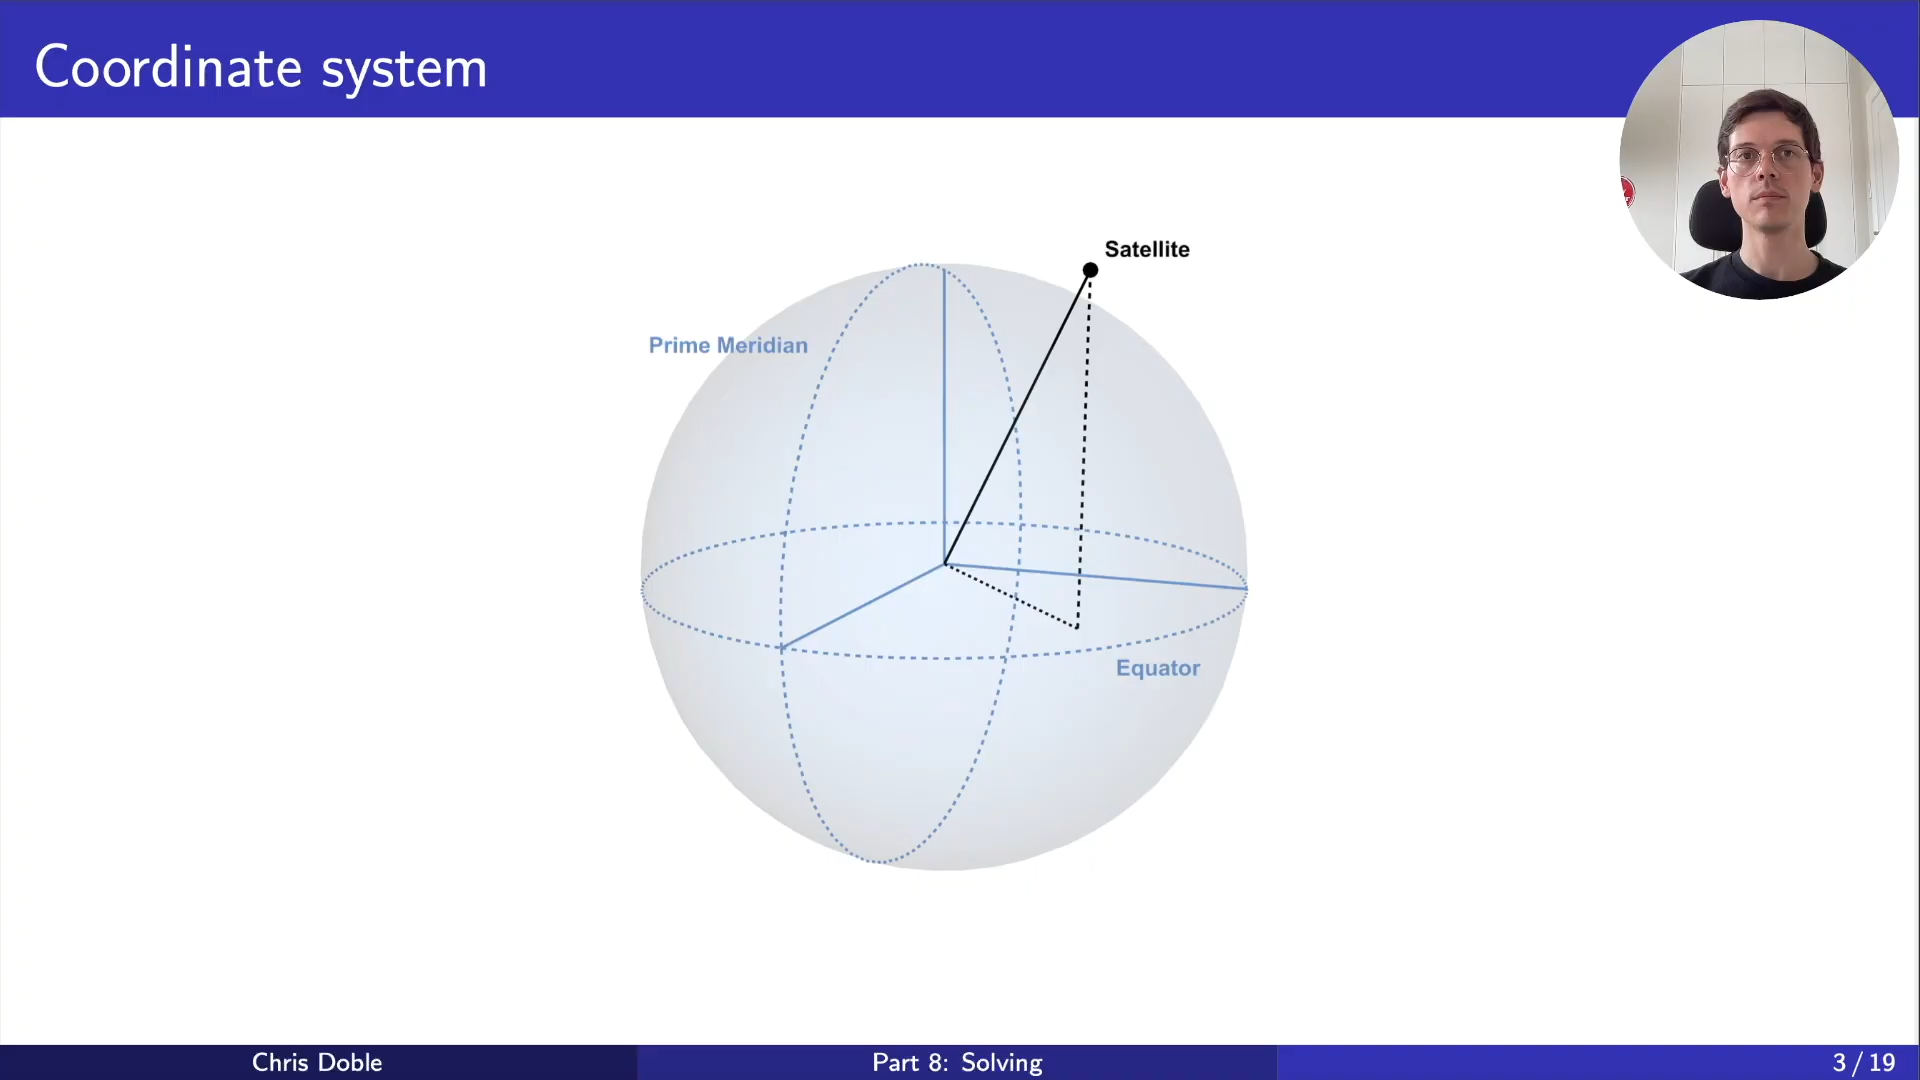 Coordinate system
Satellite
Prime Meridian
Equator
Chris Doble
Part 8: Solving
3 / 19